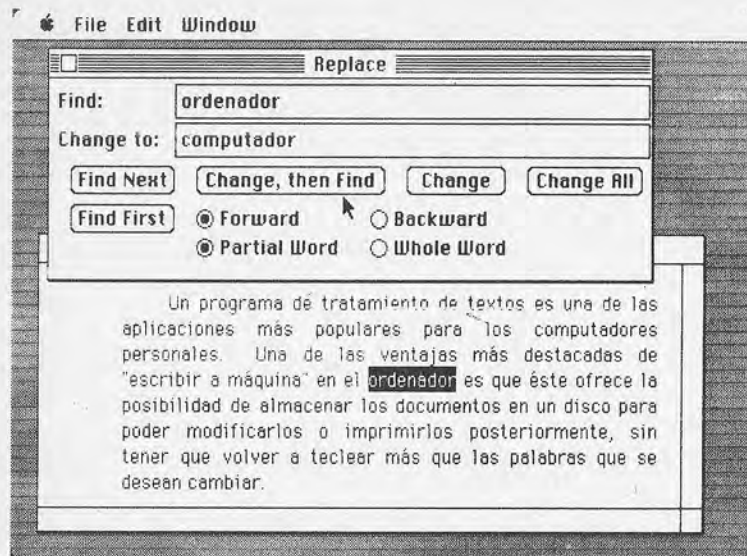 File Edit Window
Replace
Find: ordenador
Change to: computador
Find Next Change, then Find Change Change All
Find First Forward Backward
Partial Word Whole Word
Un programa de tratamiento de textos es una de las
aplicaciones más populares para los computadores
personales. Una de las ventajas más destacadas de
"escribir a máquina" en el ordenador es que éste ofrece la
posibilidad de almacenar los documentos en un disco para
poder modificarlos o imprimirlos posteriormente, sin
tener que volver a teclear más que las palabras que se
desean cambiar.